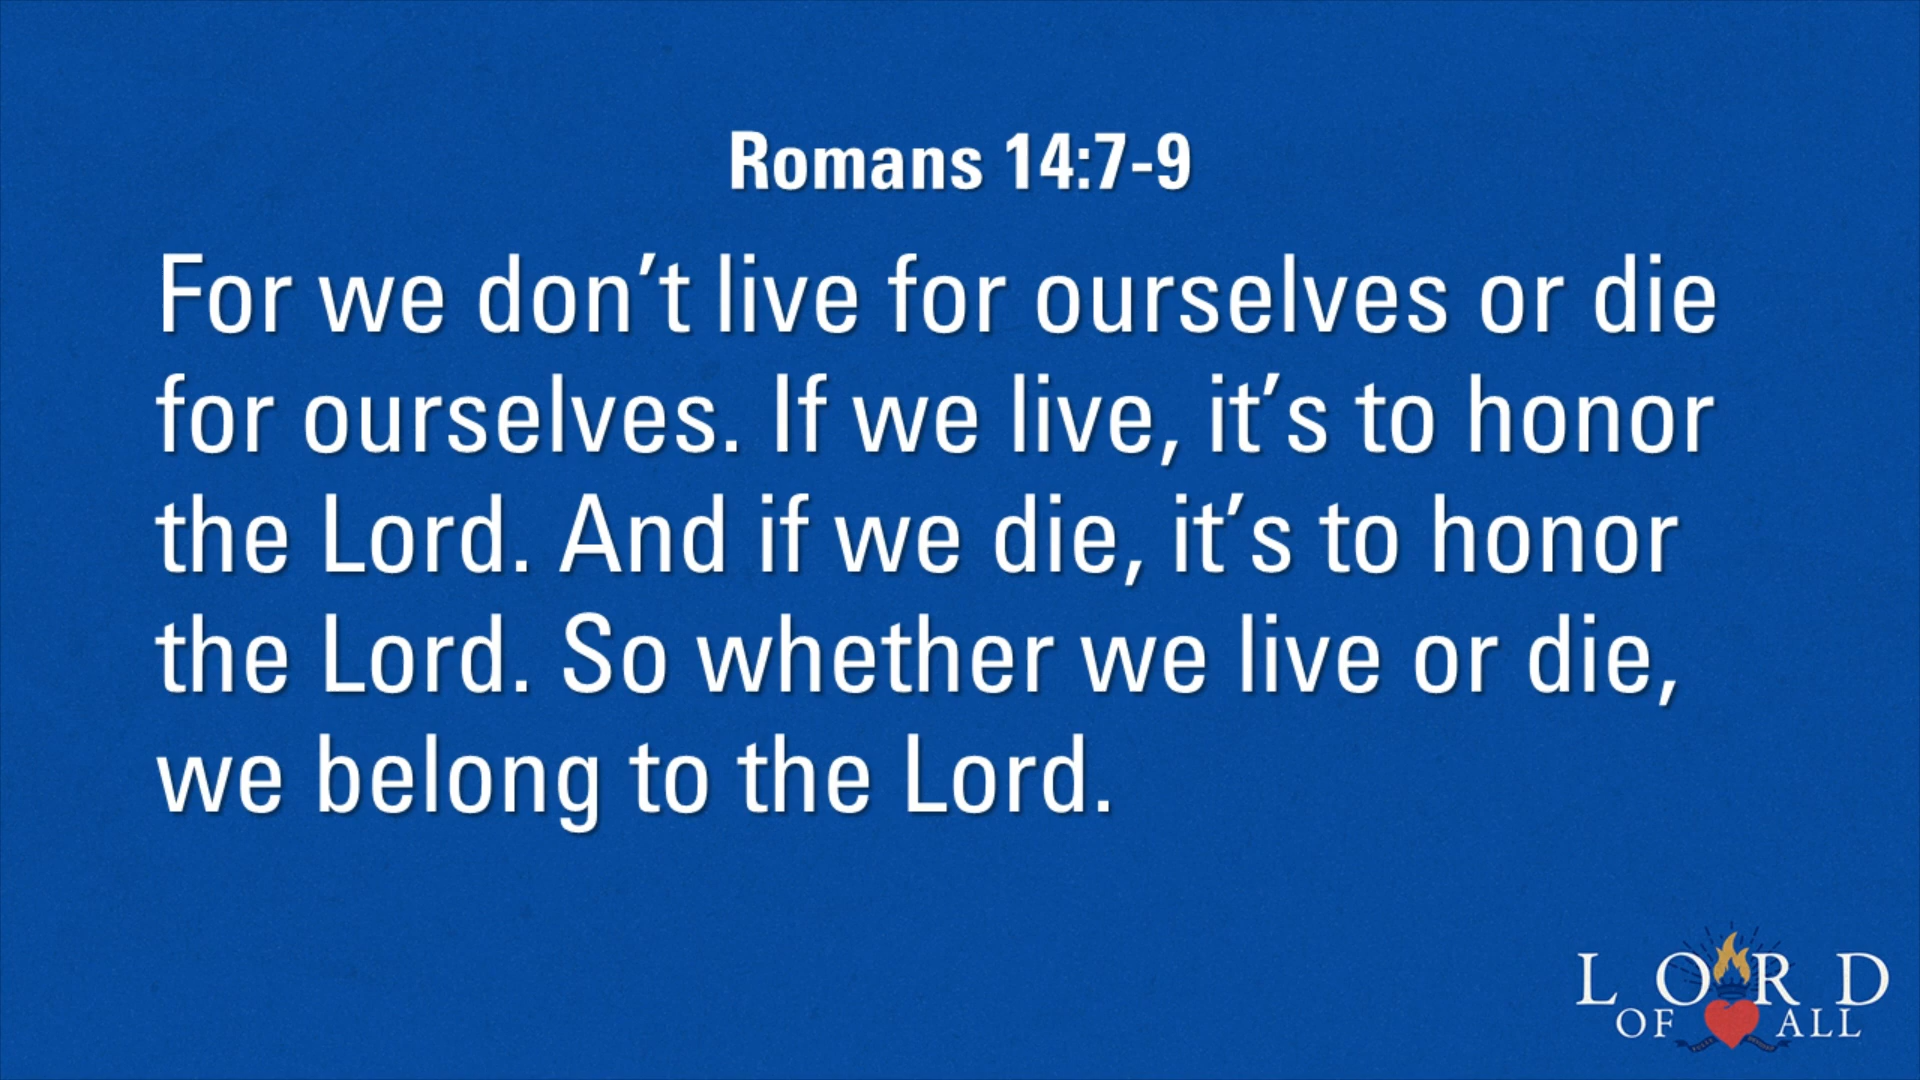 Romans 14:7-9
For we don’t live for ourselves or die
for ourselves. If we live, it’s to honor
the Lord. And if we die, it’s to honor
the Lord. So whether we live or die,
we belong to the Lord.
LORD
OF ALL